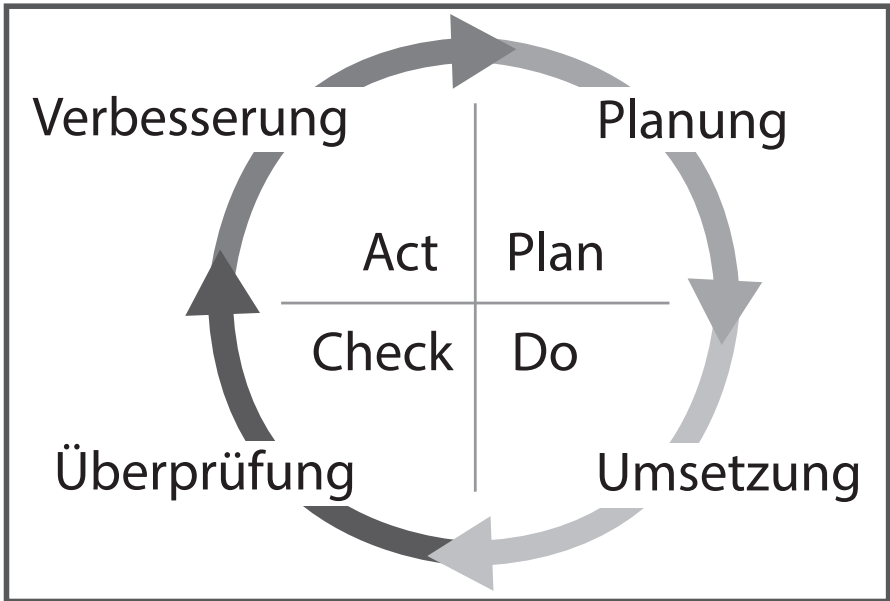 Verbesserung
Planung
Act
Plan
Check
Do
Überprüfung
Umsetzung